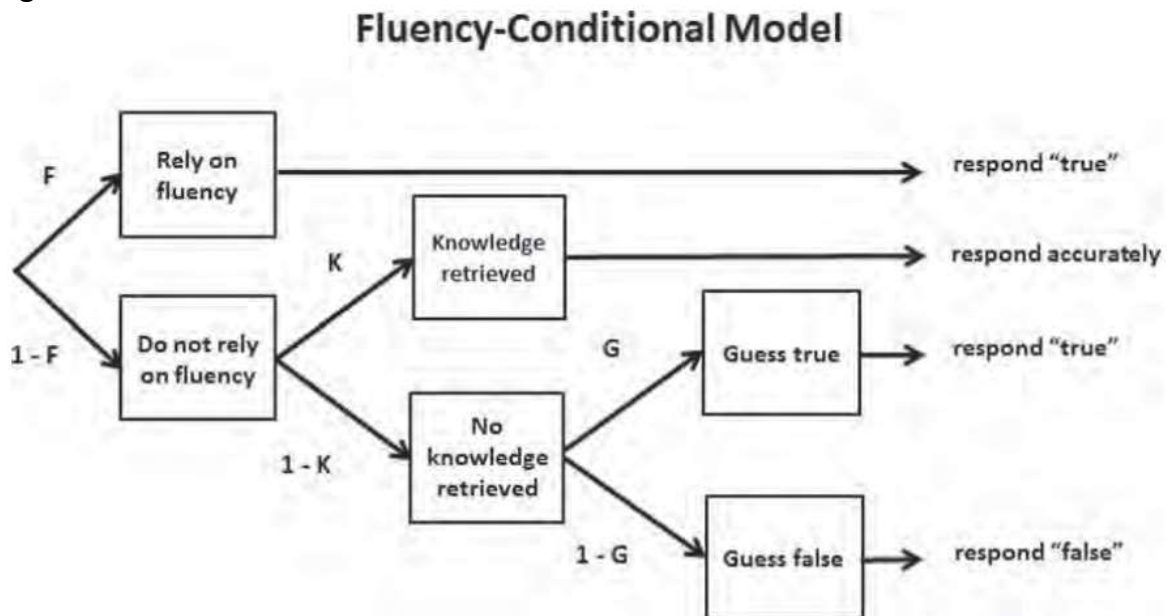 Fluency-Conditional Model
F
Rely on
fluency
respond "true"
K
Knowledge
retrieved
respond accurately
1 - F
Do not rely
on fluency
G
Guess true
respond "true"
1 - K
No
knowledge
retrieved
1 - G
Guess false
respond "false"